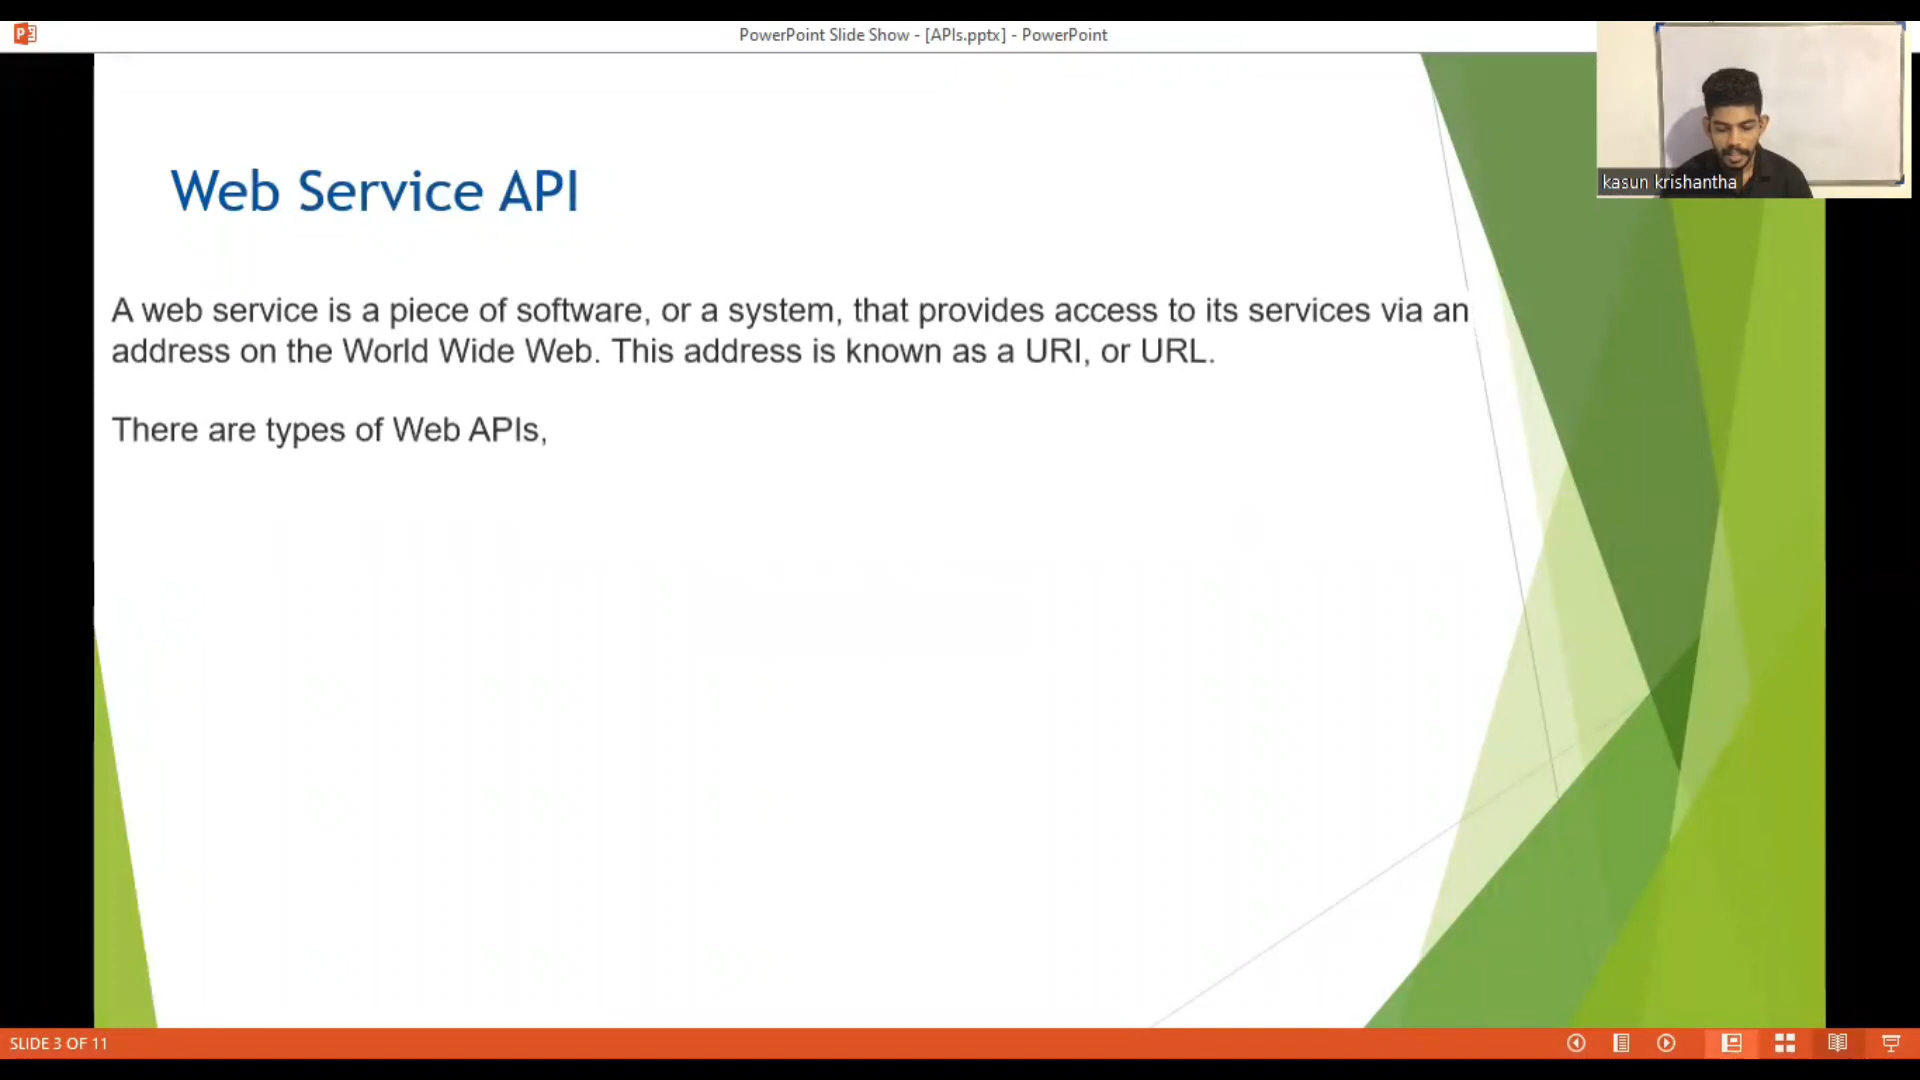 PowerPoint Slide Show - [APIs.pptx] - PowerPoint
kasun krishantha
Web Service API
A web service is a piece of software, or a system, that provides access to its services via an
address on the World Wide Web. This address is known as a URI, or URL.
There are types of Web APIs,
SLIDE 3 OF 11